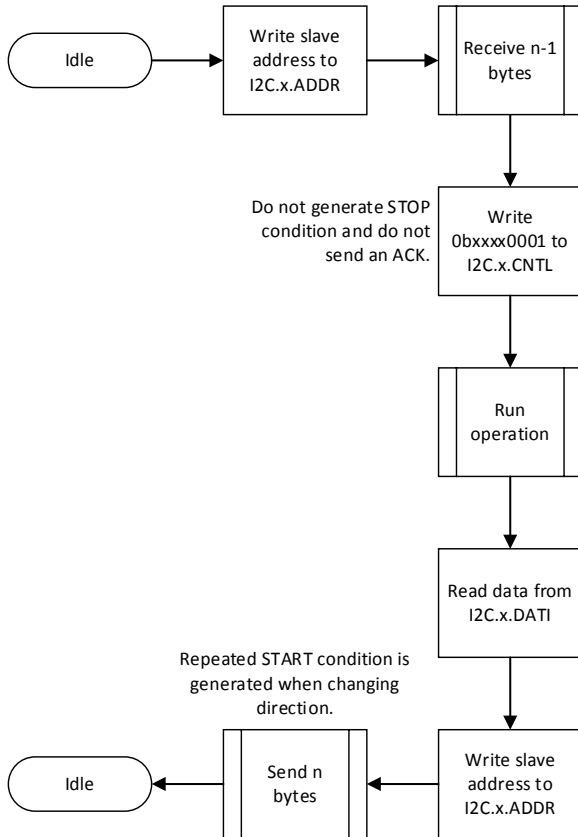 Idle
Write slave
address to
I2C.x.ADDR
Receive n-1
bytes
Do not generate STOP
condition and do not
send an ACK.
Write
0bxxxx0001 to
I2C.x.CNTL
Run
operation
Read data from
I2C.x.DATI
Repeated START condition is
generated when changing
direction.
Write slave
address to
I2C.x.ADDR
Send n
bytes
Idle